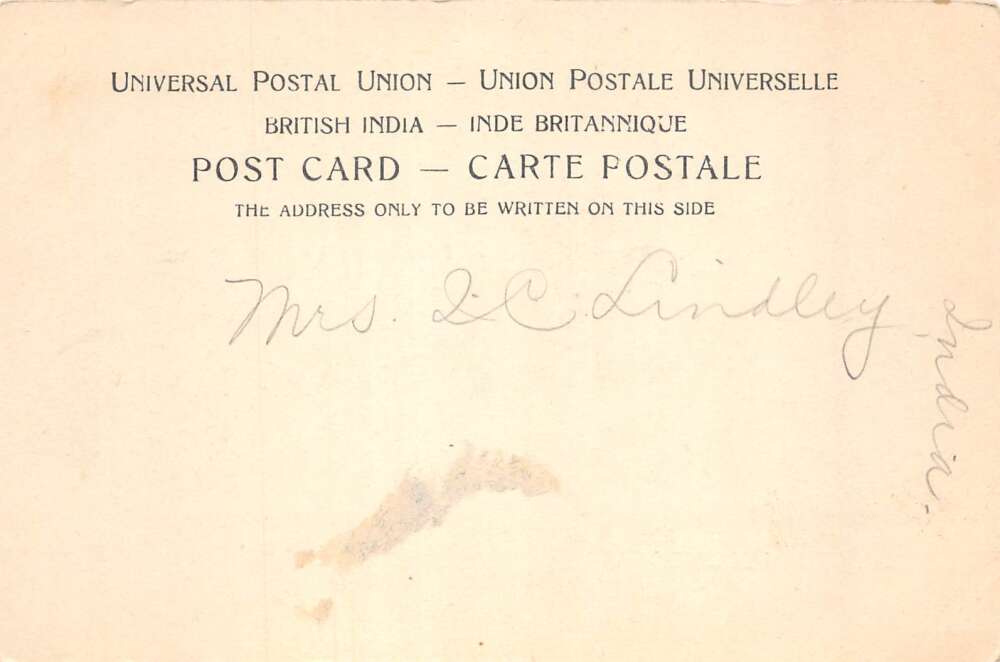 UNIVERSAL POSTAL UNION — UNION POSTALE UNIVERSELLE
BRITISH INDIA — INDE BRITANNIQUE
POST CARD — CARTE POSTALE
THE ADDRESS ONLY TO BE WRITTEN ON THIS SIDE
Mrs. I. C. Lindley
India.